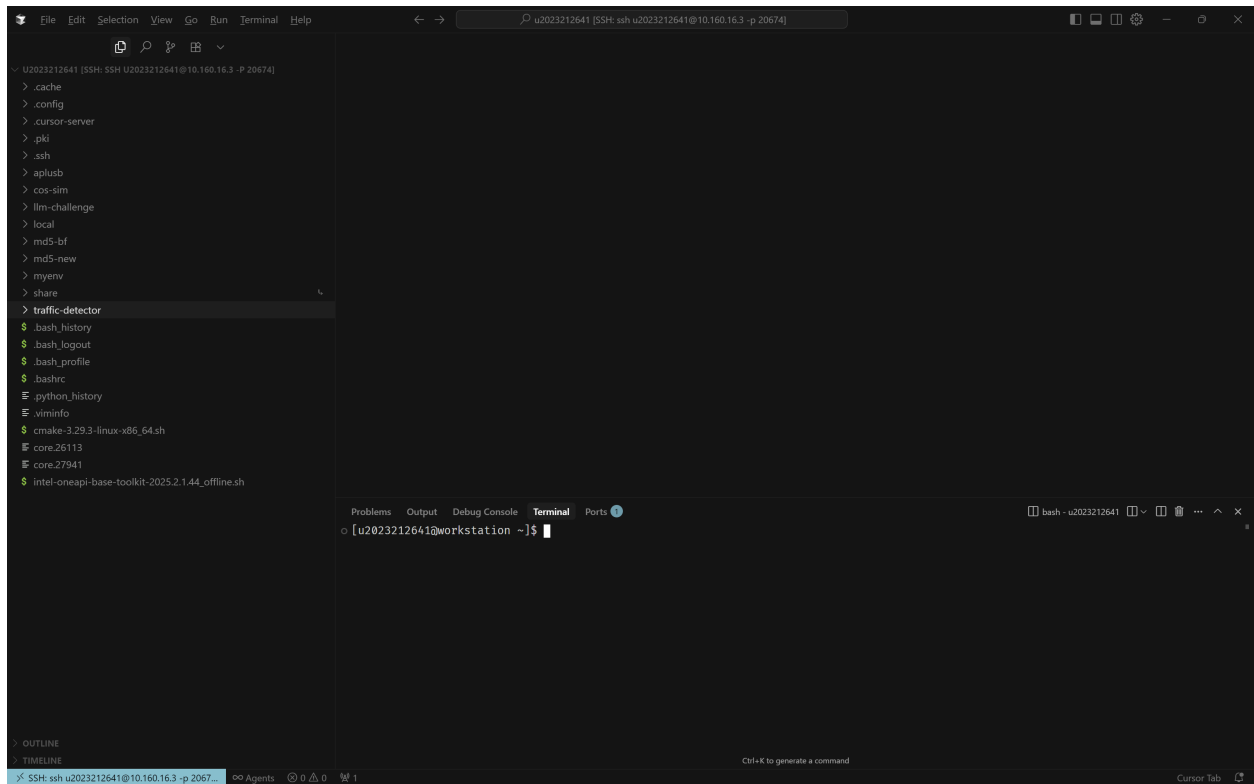 File Edit Selection View Go Run Terminal Help
u2023212641 [SSH: ssh u2023212641@10.160.16.3 -p 20674]
U2023212641 [SSH: SSH U2023212641@10.160.16.3 -P 20674]
.cache
.config
.cursor-server
.pki
.ssh
aplusb
cos-sim
llm-challenge
local
md5-bf
md5-new
myenv
share
traffic-detector
$ .bash_history
$ .bash_logout
$ .bash_profile
$ .bashrc
.python_history
.viminfo
$ cmake-3.29.3-linux-x86_64.sh
core.26113
core.27941
$ intel-oneapi-base-toolkit-2025.2.1.44_offline.sh
Problems Output Debug Console Terminal Ports 1
bash - u2023212641
[u2023212641@workstation ~]$
OUTLINE
TIMELINE
Ctrl+K to generate a command
SSH: ssh u2023212641@10.160.16.3 -p 2067... Agents 0 0 1 Cursor Tab